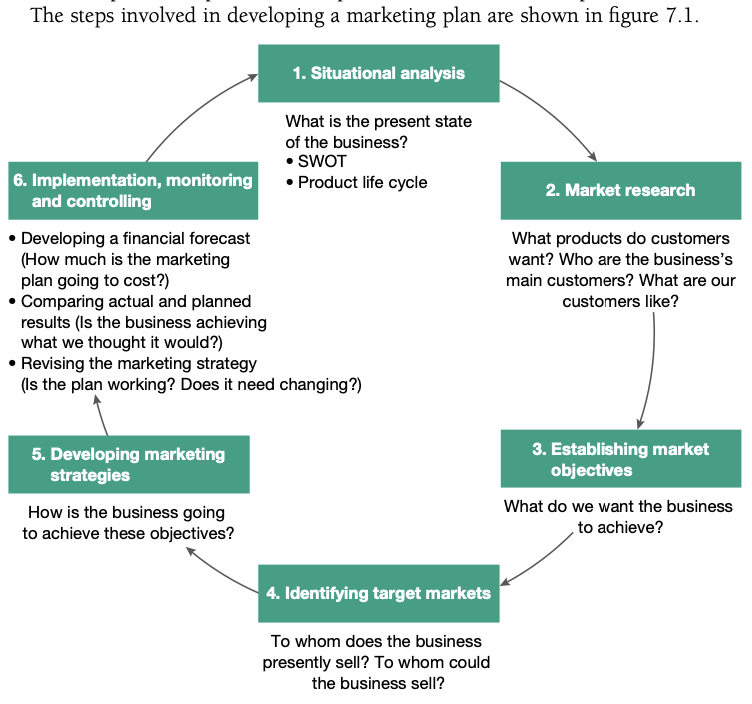 The steps involved in developing a marketing plan are shown in figure 7.1.
1. Situational analysis
What is the present state
of the business?
• SWOT
• Product life cycle
2. Market research
What products do customers
want? Who are the business’s
main customers? What are our
customers like?
3. Establishing market
objectives
What do we want the business
to achieve?
4. Identifying target markets
To whom does the business
presently sell? To whom could
the business sell?
5. Developing marketing
strategies
How is the business going
to achieve these objectives?
6. Implementation, monitoring
and controlling
• Developing a financial forecast
(How much is the marketing
plan going to cost?)
• Comparing actual and planned
results (Is the business achieving
what we thought it would?)
• Revising the marketing strategy
(Is the plan working? Does it need changing?)